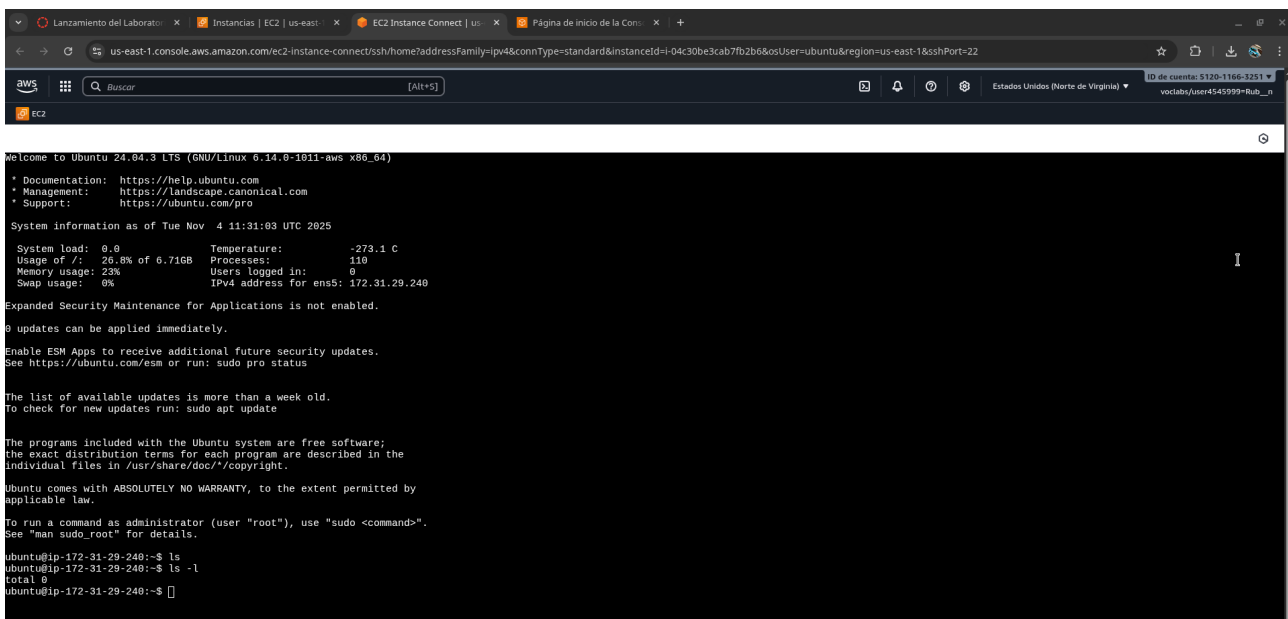 Lanzamiento del Laborator
Instancias | EC2 | us-east-1
EC2 Instance Connect | us-
Página de inicio de la Cons
us-east-1.console.aws.amazon.com/ec2-instance-connect/ssh/home?addressFamily=ipv4&connType=standard&instanceId=i-04c30be3cab7fb2b6&osUser=ubuntu&region=us-east-1&sshPort=22
aws
Buscar
[Alt+S]
Estados Unidos (Norte de Virginia)
ID de cuenta: 5120-1166-3251
voclabs/user4545999=Rub__n
EC2
Welcome to Ubuntu 24.04.3 LTS (GNU/Linux 6.14.0-1011-aws x86_64)
* Documentation: https://help.ubuntu.com
* Management: https://landscape.canonical.com
* Support: https://ubuntu.com/pro
System information as of Tue Nov 4 11:31:03 UTC 2025
System load: 0.0 Temperature: -273.1 C
Usage of /: 26.8% of 6.71GB Processes: 110
Memory usage: 23% Users logged in: 0
Swap usage: 0% IPv4 address for ens5: 172.31.29.240
Expanded Security Maintenance for Applications is not enabled.
0 updates can be applied immediately.
Enable ESM Apps to receive additional future security updates.
See https://ubuntu.com/esm or run: sudo pro status
The list of available updates is more than a week old.
To check for new updates run: sudo apt update
The programs included with the Ubuntu system are free software;
the exact distribution terms for each program are described in the
individual files in /usr/share/doc/*/copyright.
Ubuntu comes with ABSOLUTELY NO WARRANTY, to the extent permitted by
applicable law.
To run a command as administrator (user "root"), use "sudo <command>".
See "man sudo_root" for details.
ubuntu@ip-172-31-29-240:~$ ls
ubuntu@ip-172-31-29-240:~$ ls -l
total 0
ubuntu@ip-172-31-29-240:~$